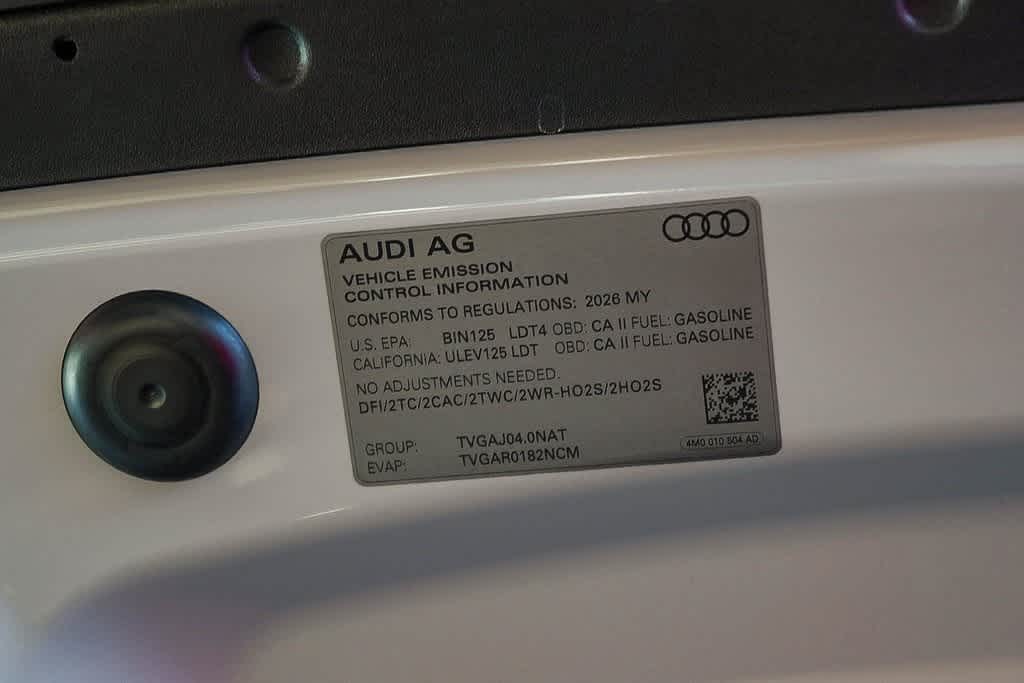 AUDI AG
VEHICLE EMISSION
CONTROL INFORMATION
CONFORMS TO REGULATIONS: 2026 MY
U.S. EPA: BIN125 LDT4 OBD: CA II FUEL: GASOLINE
CALIFORNIA: ULEV125 LDT OBD: CA II FUEL: GASOLINE
NO ADJUSTMENTS NEEDED.
DFI/2TC/2CAC/2TWC/2WR-HO2S/2HO2S
GROUP: TVGAJ04.0NAT
EVAP: TVGAR0182NCM
4M0 010 504 AD